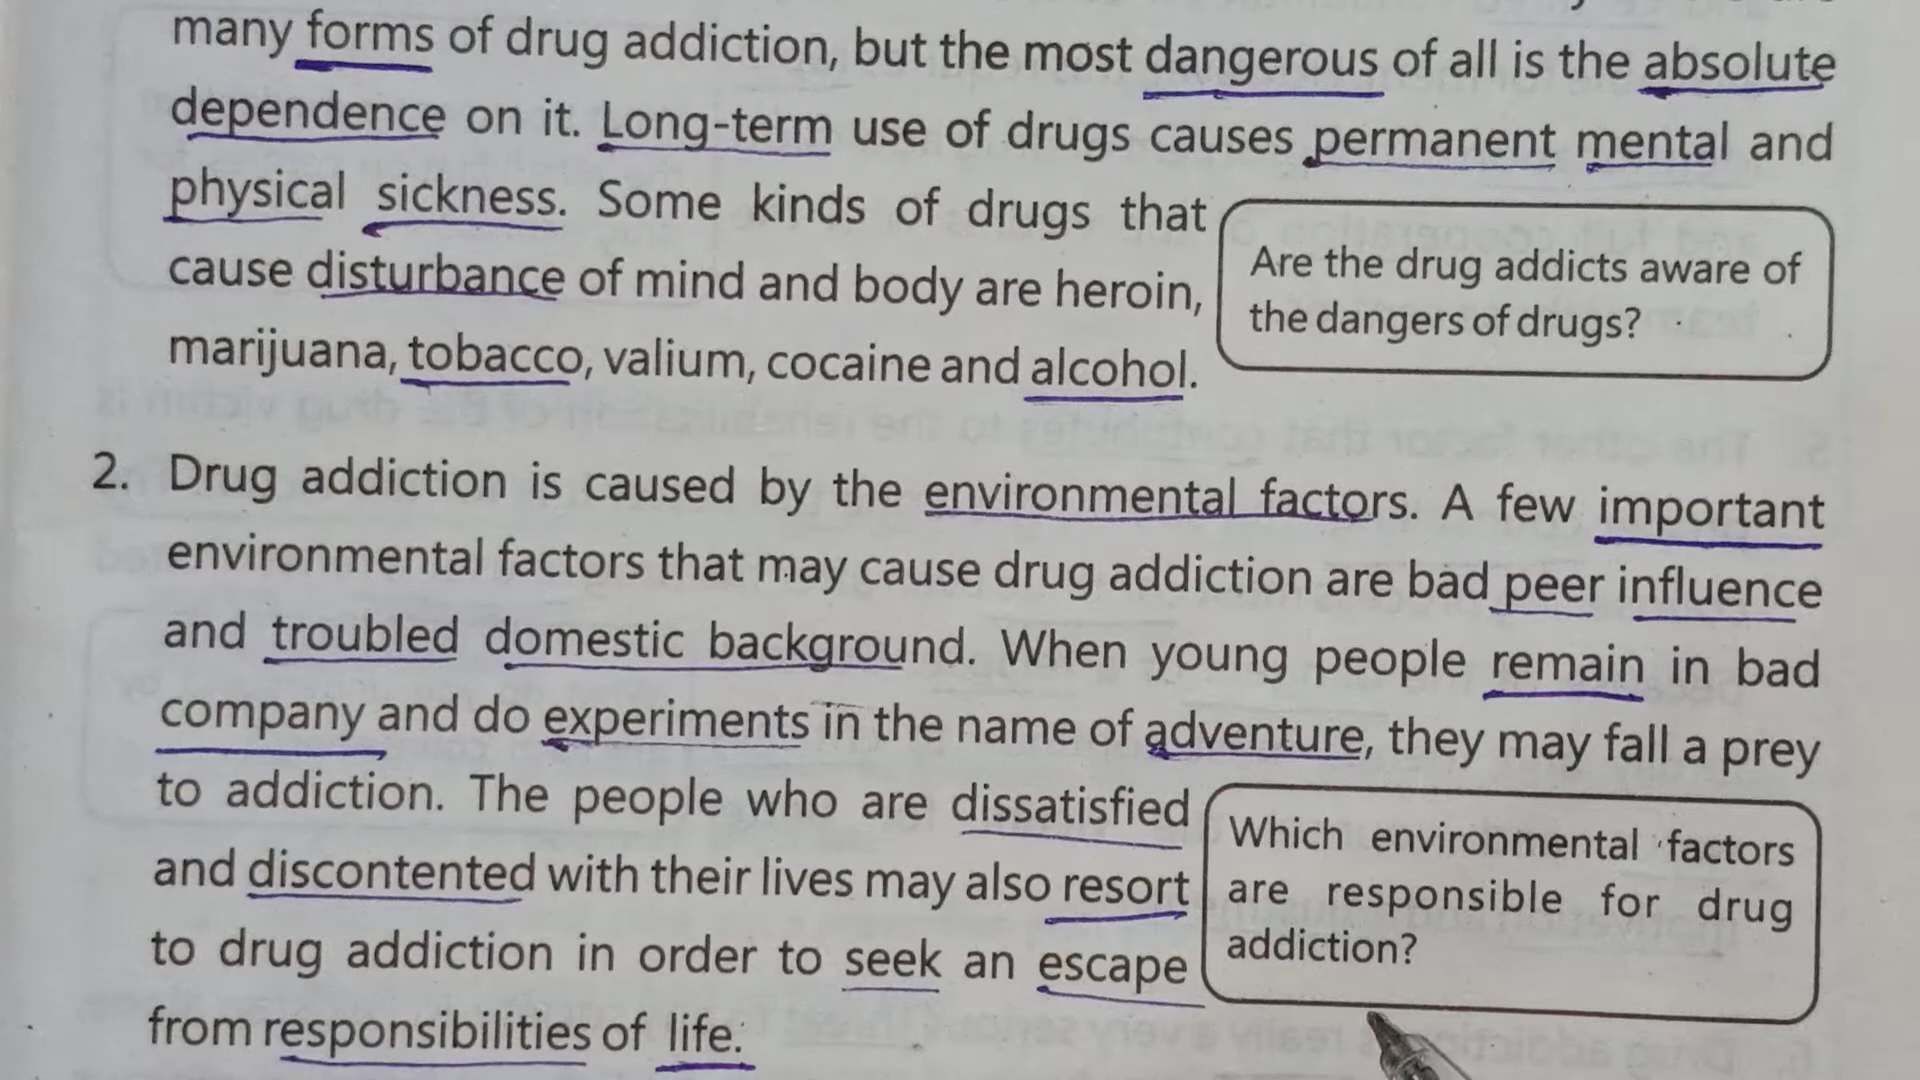 many forms of drug addiction, but the most dangerous of all is the absolute
dependence on it. Long-term use of drugs causes permanent mental and
physical sickness. Some kinds of drugs that
cause disturbance of mind and body are heroin,
marijuana, tobacco, valium, cocaine and alcohol.
Are the drug addicts aware of
the dangers of drugs?
2. Drug addiction is caused by the environmental factors. A few important
environmental factors that may cause drug addiction are bad peer influence
and troubled domestic background. When young people remain in bad
company and do experiments in the name of adventure, they may fall a prey
to addiction. The people who are dissatisfied
and discontented with their lives may also resort
to drug addiction in order to seek an escape
from responsibilities of life.
Which environmental factors
are responsible for drug
addiction?